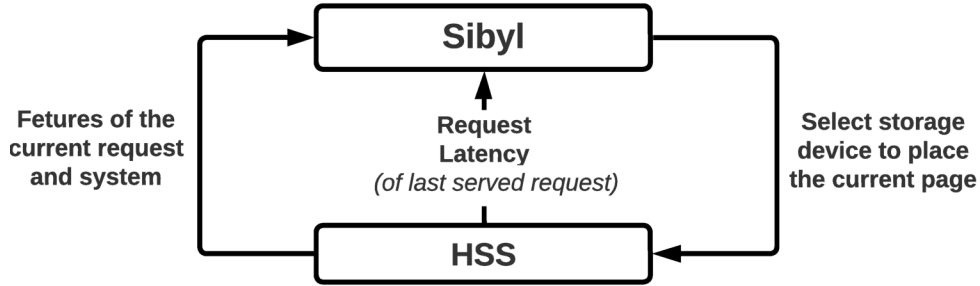 Sibyl
Fetures of the
current request
and system
Request
Latency
(of last served request)
Select storage
device to place
the current page
HSS